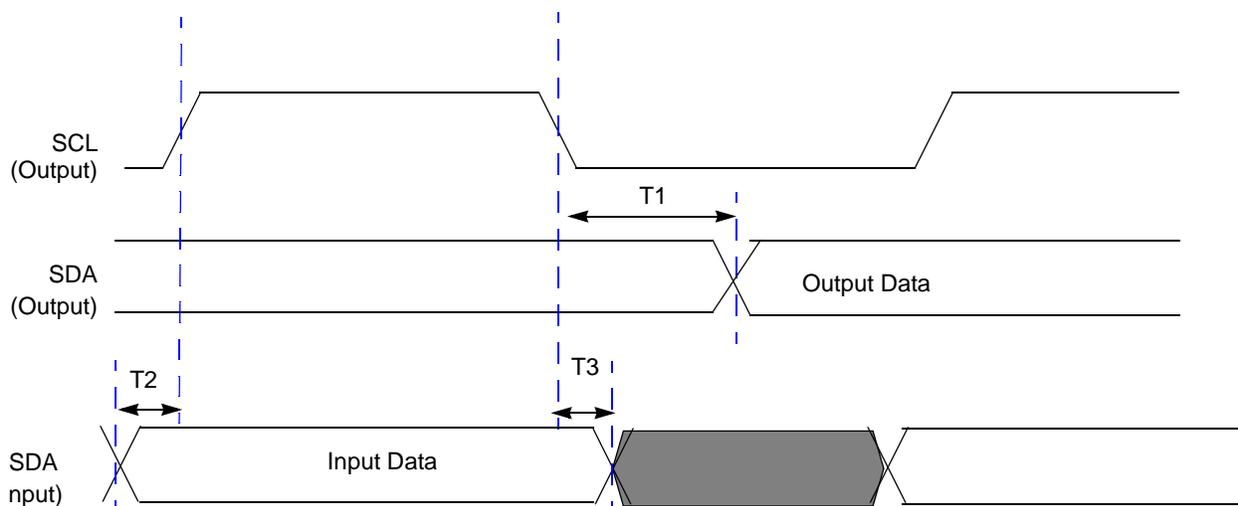 SCL
(Output)
T1
SDA
(Output)
Output Data
T2
T3
SDA
nput)
Input Data